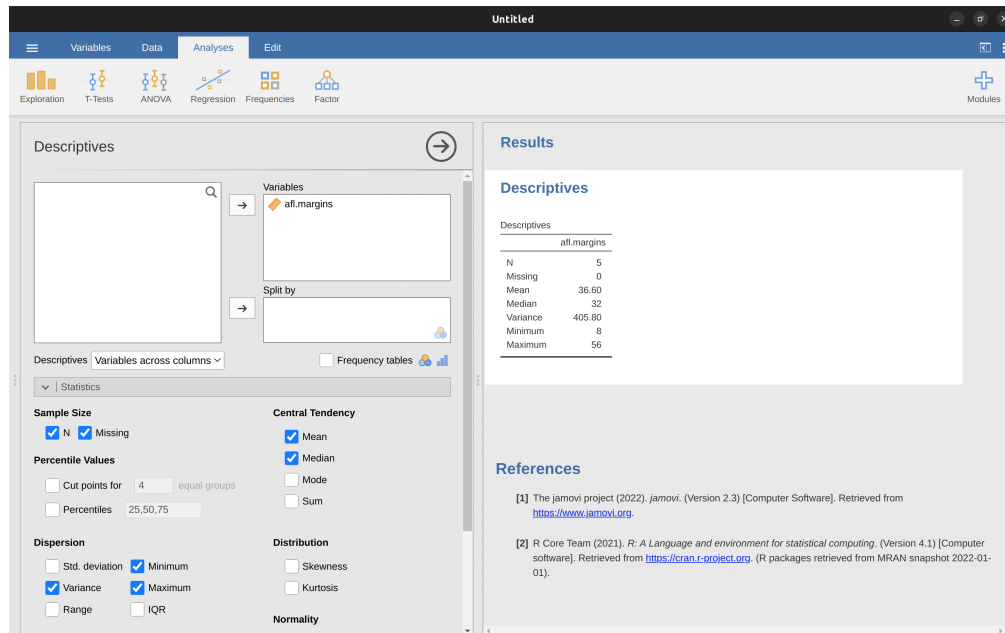 Untitled
Variables Data Analyses Edit
Exploration T-Tests ANOVA Regression Frequencies Factor Modules
Descriptives
Variables
afl.margins
Split by
Descriptives Variables across columns Frequency tables
Statistics
Sample Size
N Missing
Percentile Values
Cut points for 4 equal groups
Percentiles 25,50,75
Dispersion
Std. deviation Minimum
Variance Maximum
Range IQR
Central Tendency
Mean
Median
Mode
Sum
Distribution
Skewness
Kurtosis
Normality
Results
Descriptives
Descriptives
afl.margins
N 5
Missing 0
Mean 36.60
Median 32
Variance 405.80
Minimum 8
Maximum 56
References
[1] The jamovi project (2022). jamovi. (Version 2.3) [Computer Software]. Retrieved from
https://www.jamovi.org.
[2] R Core Team (2021). R: A Language and environment for statistical computing. (Version 4.1) [Computer
software]. Retrieved from https://cran.r-project.org. (R packages retrieved from MRAN snapshot 2022-01-
01).